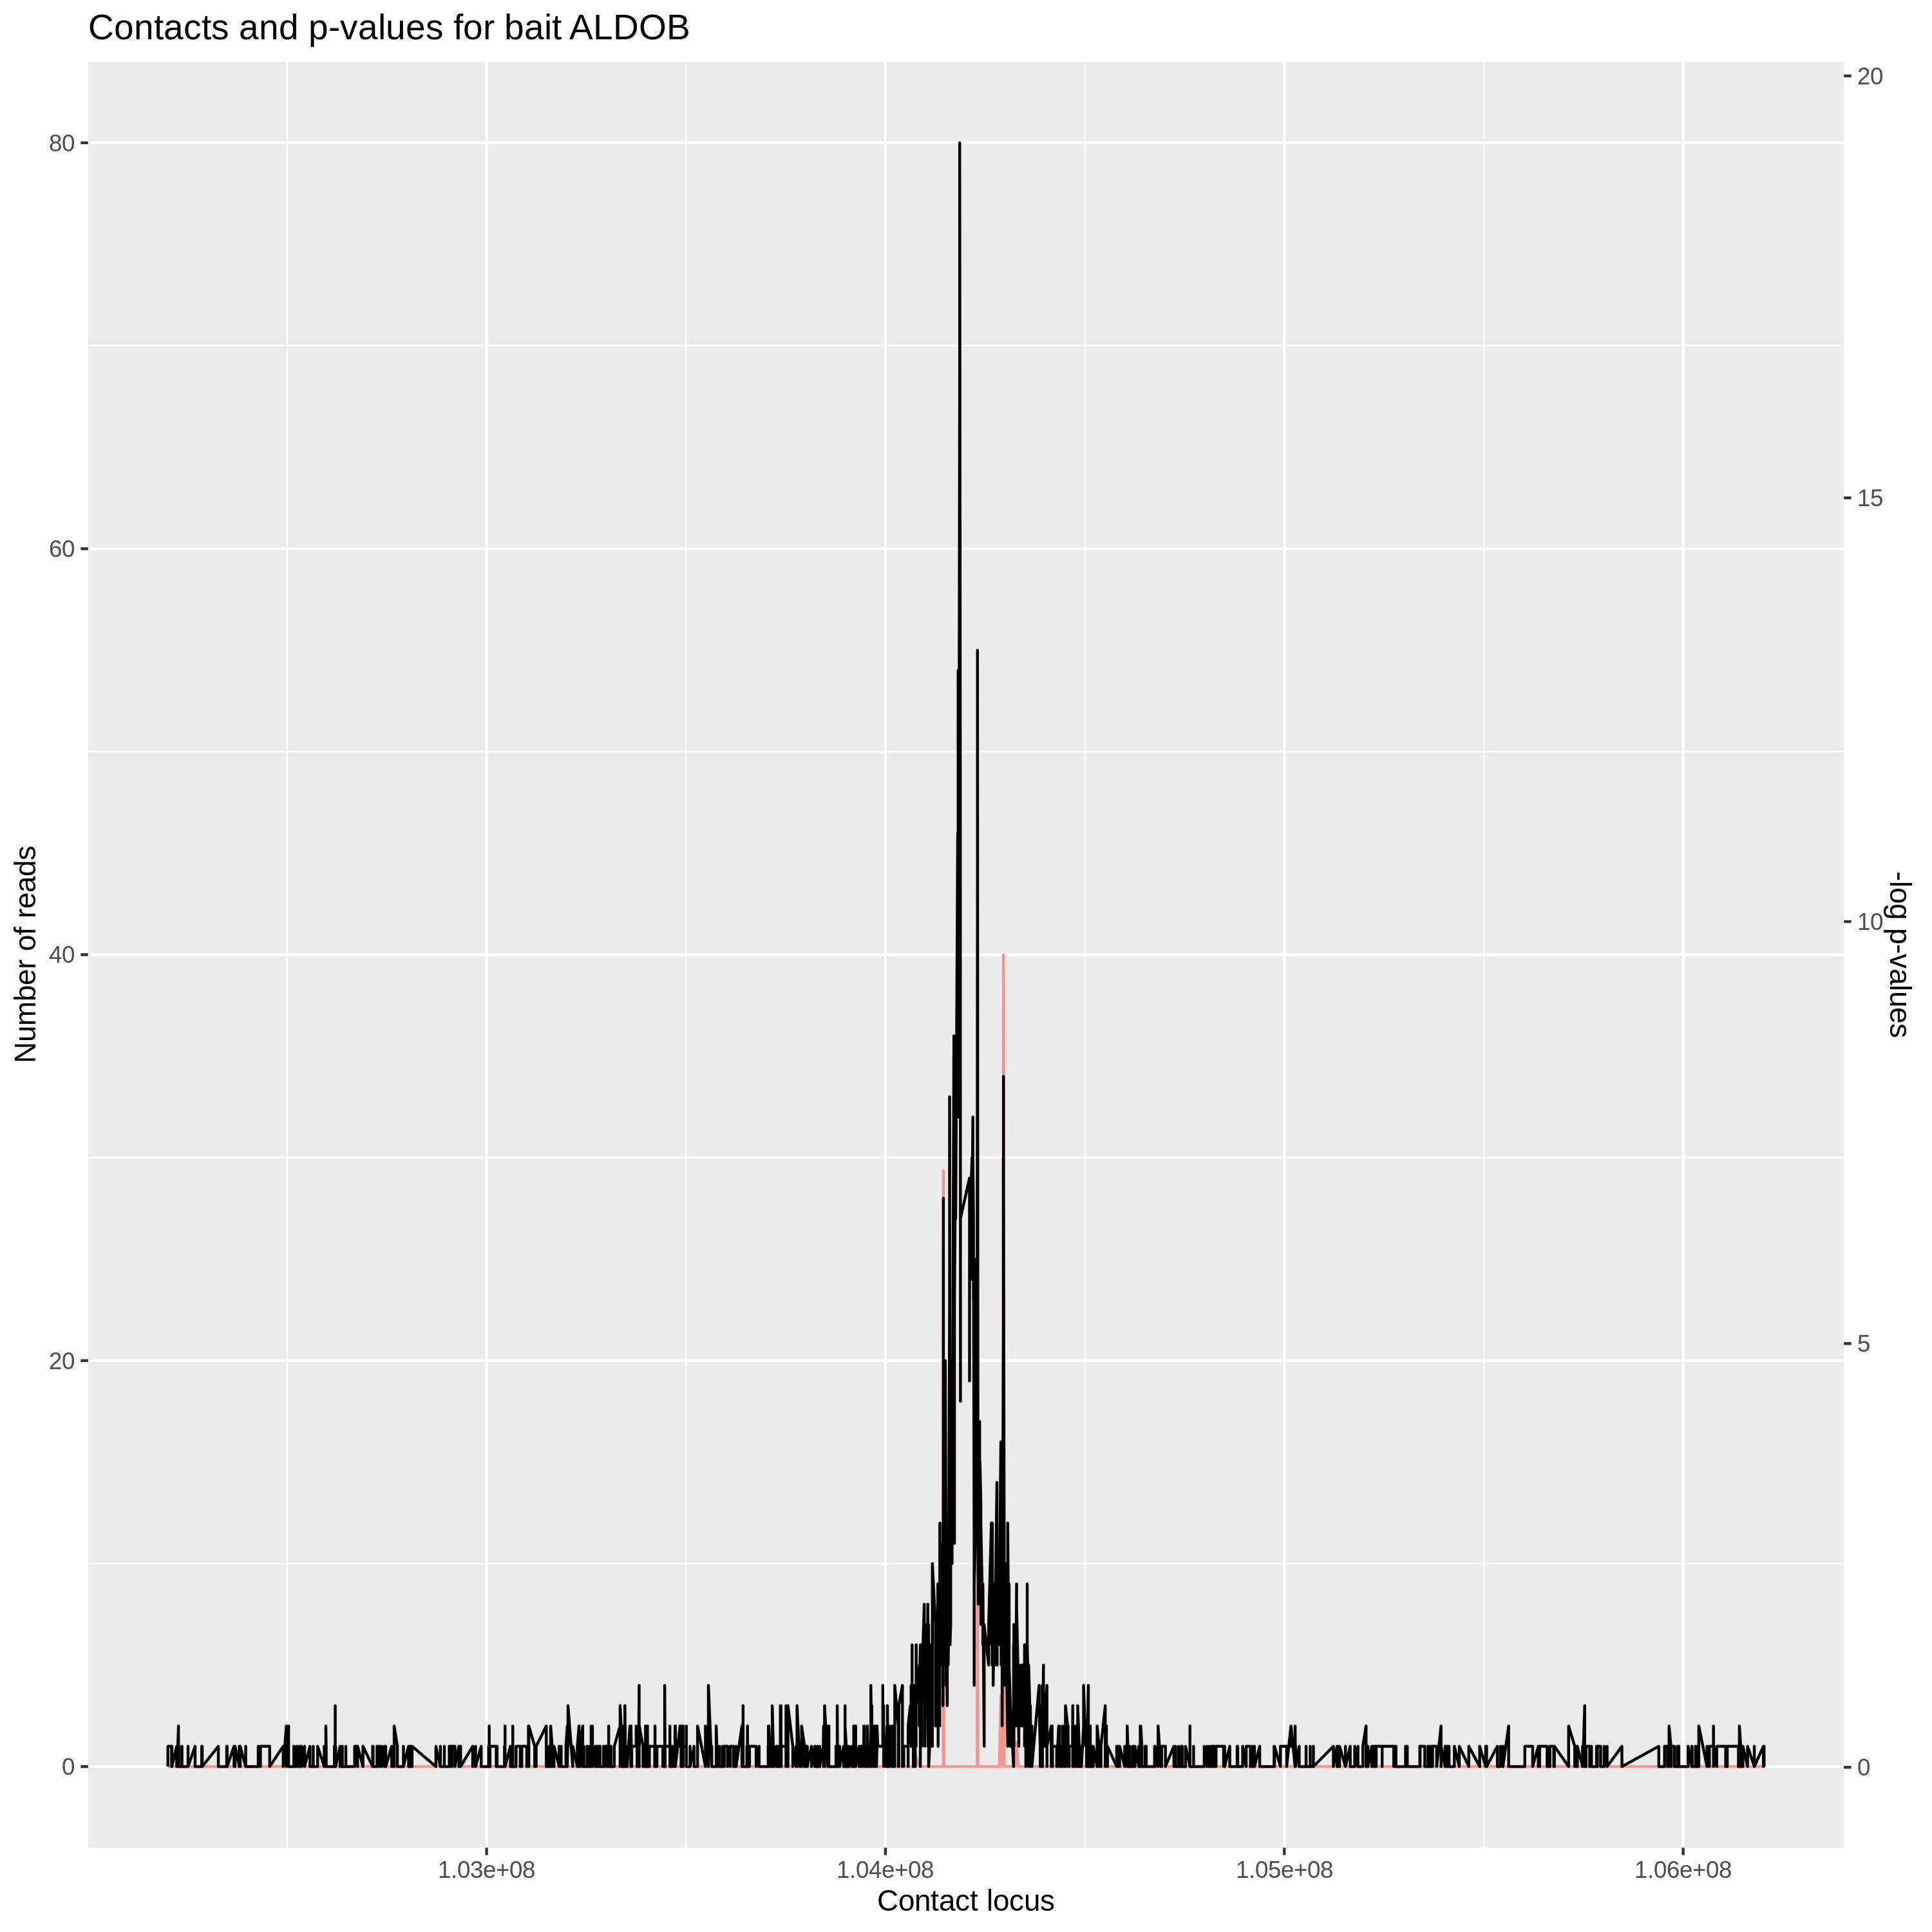 Contacts and p-values for bait ALDOB
80
60
40
20
0
Number of reads
20
15
10
5
0
-log p-values
1.03e+08
1.04e+08
1.05e+08
1.06e+08
Contact locus